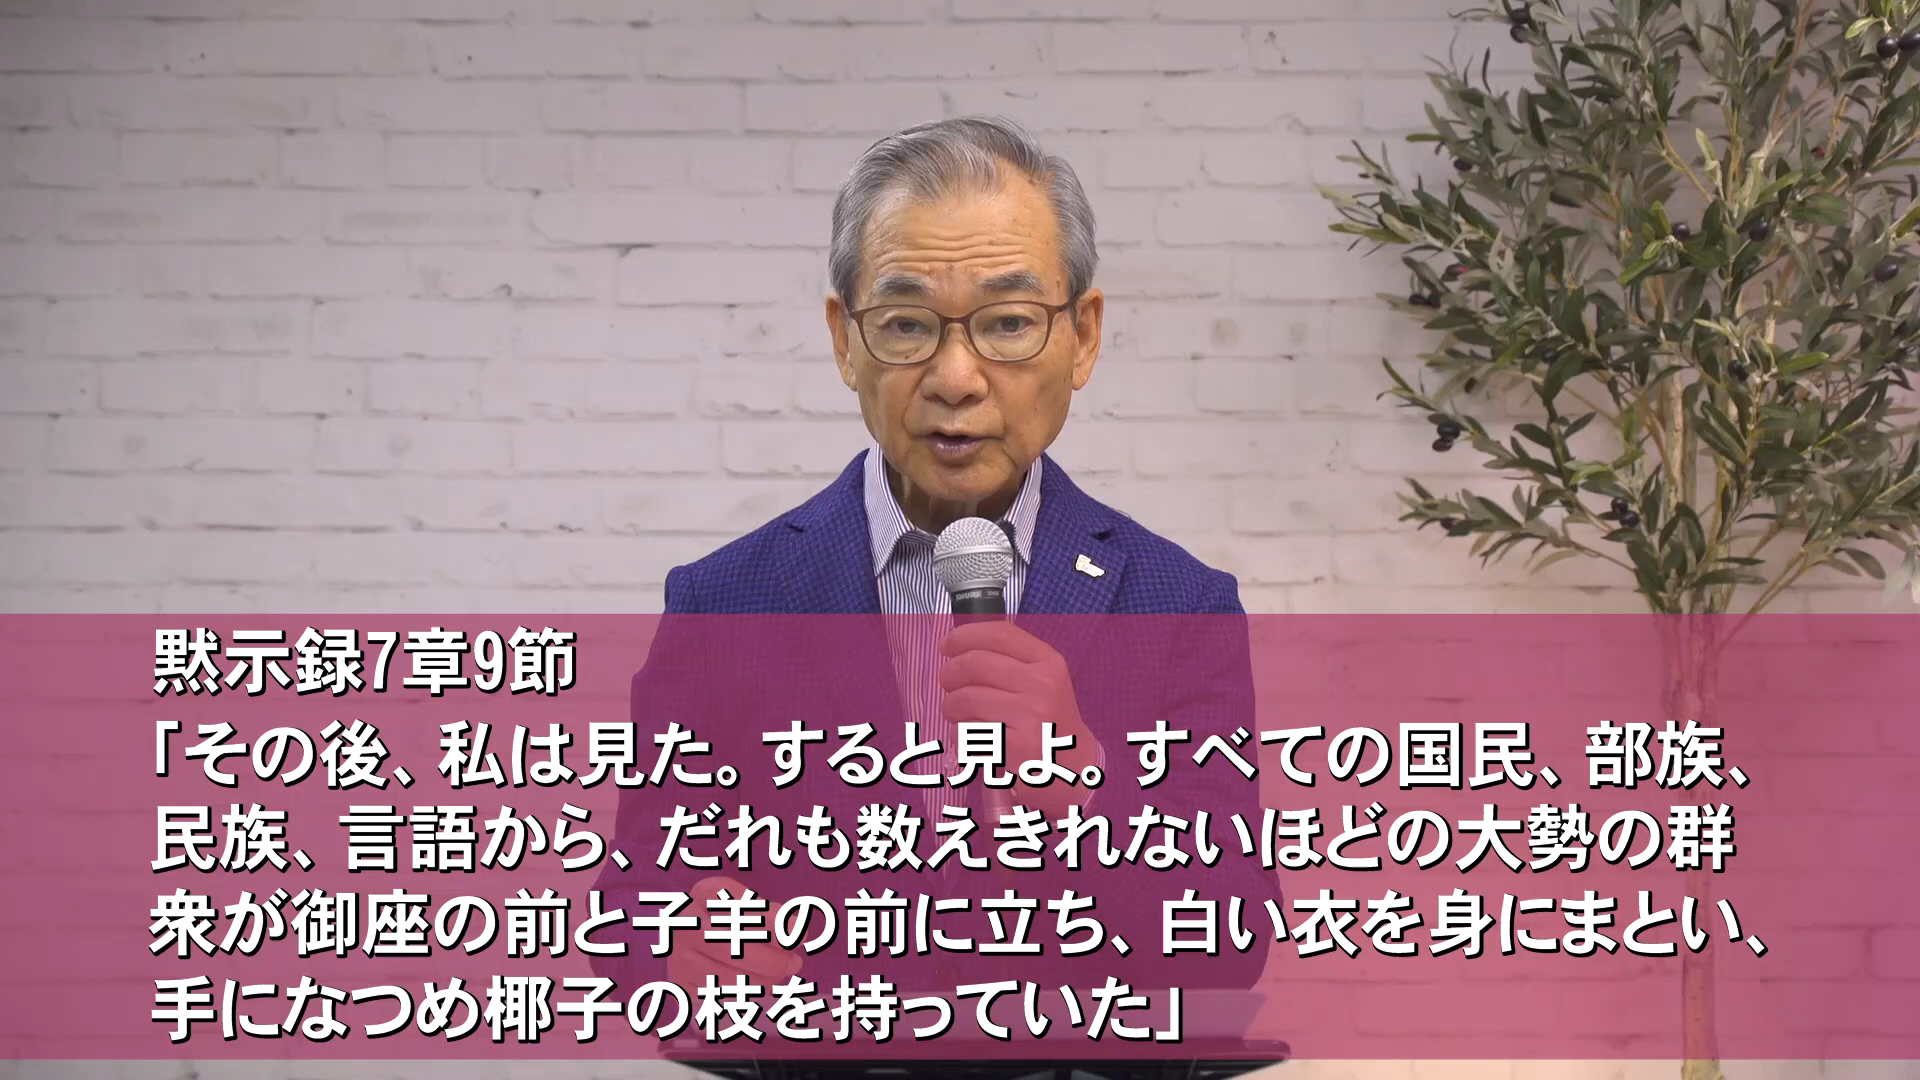 黙示録7章9節
「その後、私は見た。すると見よ。すべての国民、部族、
民族、言語から、だれも数えきれないほどの大勢の群
衆が御座の前と子羊の前に立ち、白い衣を身にまとい、
手になつめ椰子の枝を持っていた」
SHURE